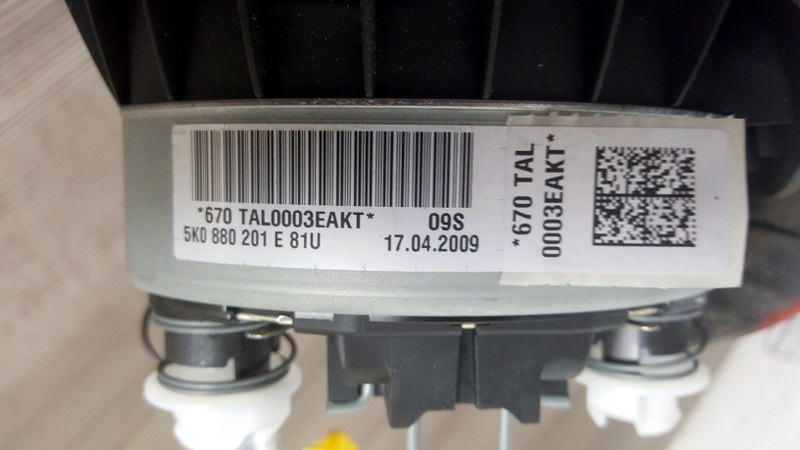 *670 TAL0003EAKT* 09S
5K0 880 201 E 81U 17.04.2009
*670 TAL
0003EAKT*